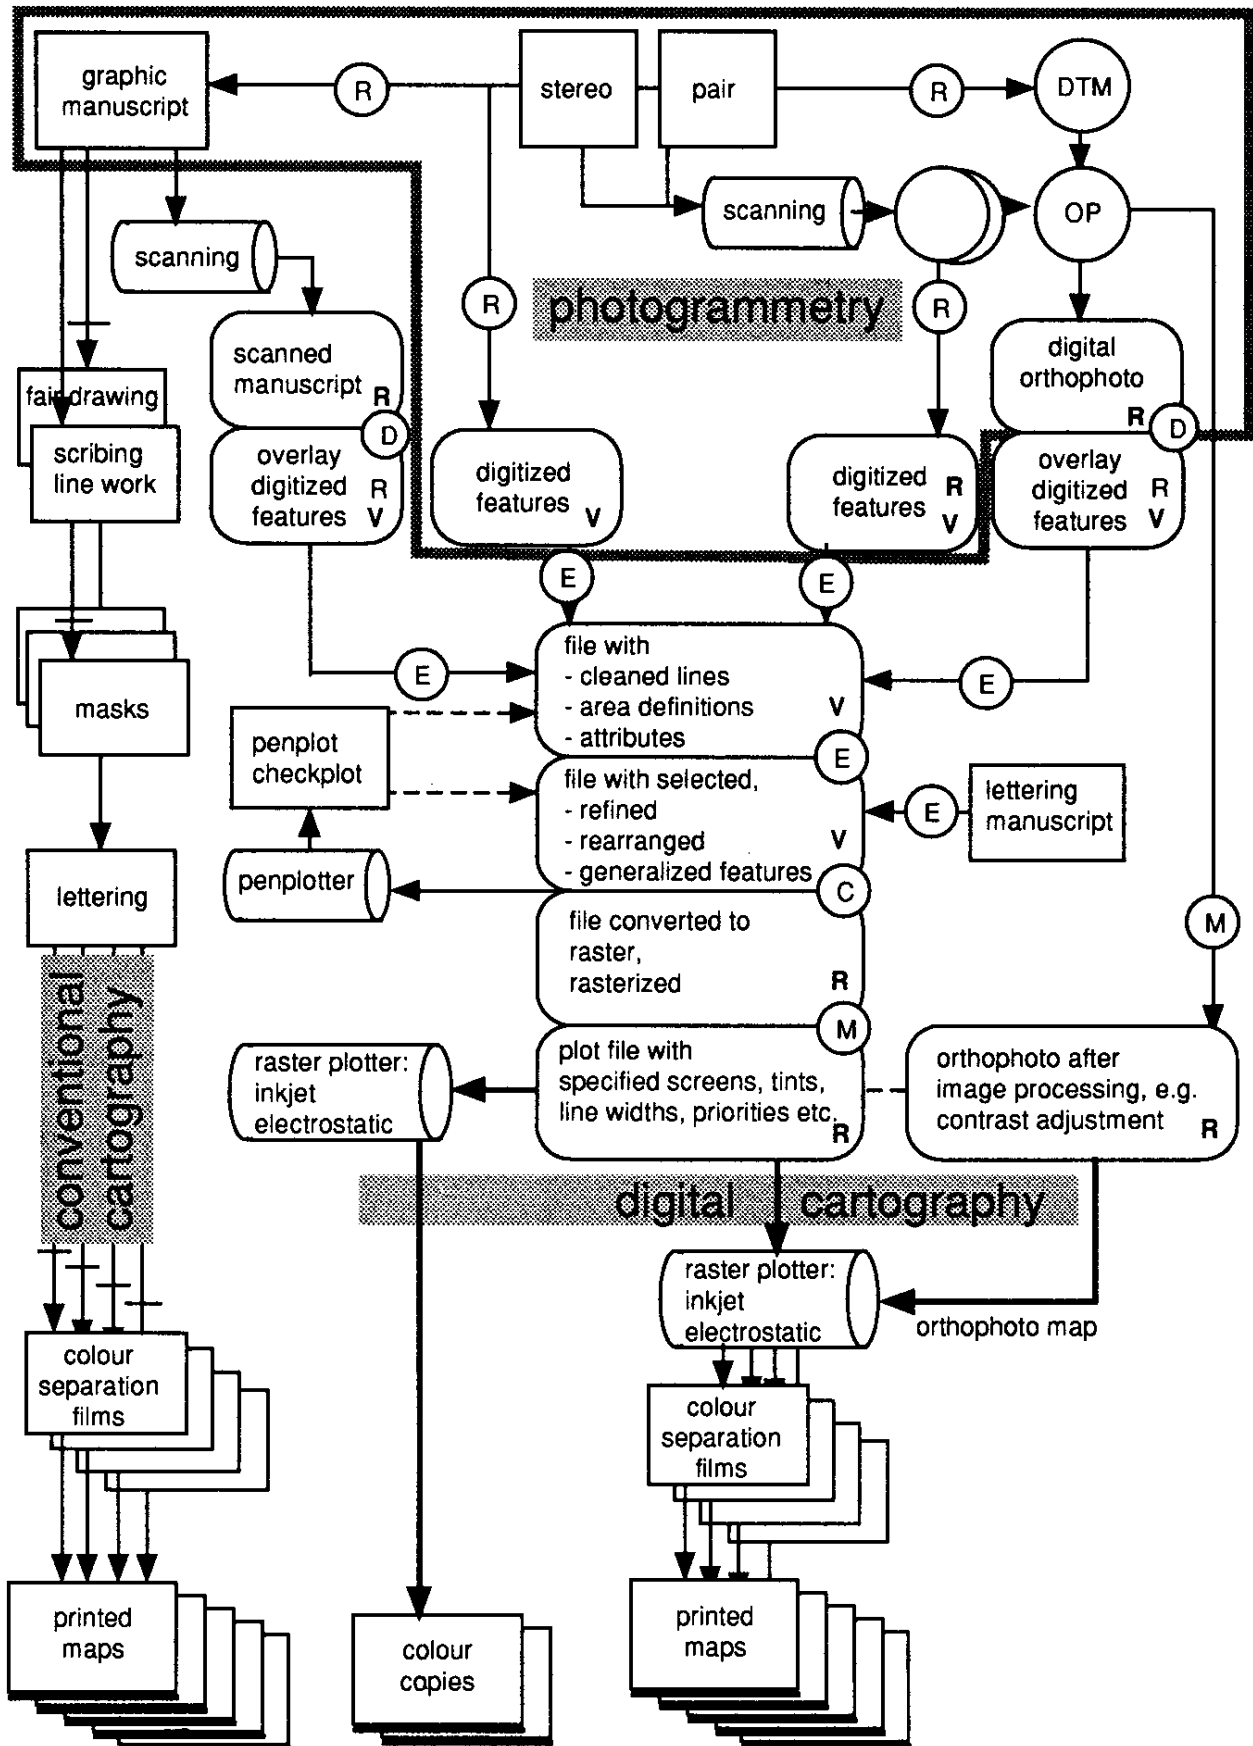 graphic
manuscript
R
stereo
pair
R
DTM
scanning
OP
scanning
R
photogrammetry
R
scanned
manuscript
R
D
digital
orthophoto
R
D
fairdrawing
scribing
line work
overlay
digitized
features
R
V
digitized
features
V
digitized
features
R
V
overlay
digitized
features
R
V
E
E
E
E
file with
- cleaned lines
- area definitions
- attributes
V
E
masks
penplot
checkplot
file with selected,
- refined
- rearranged
- generalized features
V
C
E
lettering
manuscript
penplotter
lettering
M
file converted to
raster,
rasterized
R
M
conventional
cartography
raster plotter:
inkjet
electrostatic
plot file with
specified screens, tints,
line widths, priorities etc.
R
orthophoto after
image processing, e.g.
contrast adjustment
R
digital cartography
raster plotter:
inkjet
electrostatic
orthophoto map
colour
separation
films
colour
separation
films
printed
maps
colour
copies
printed
maps